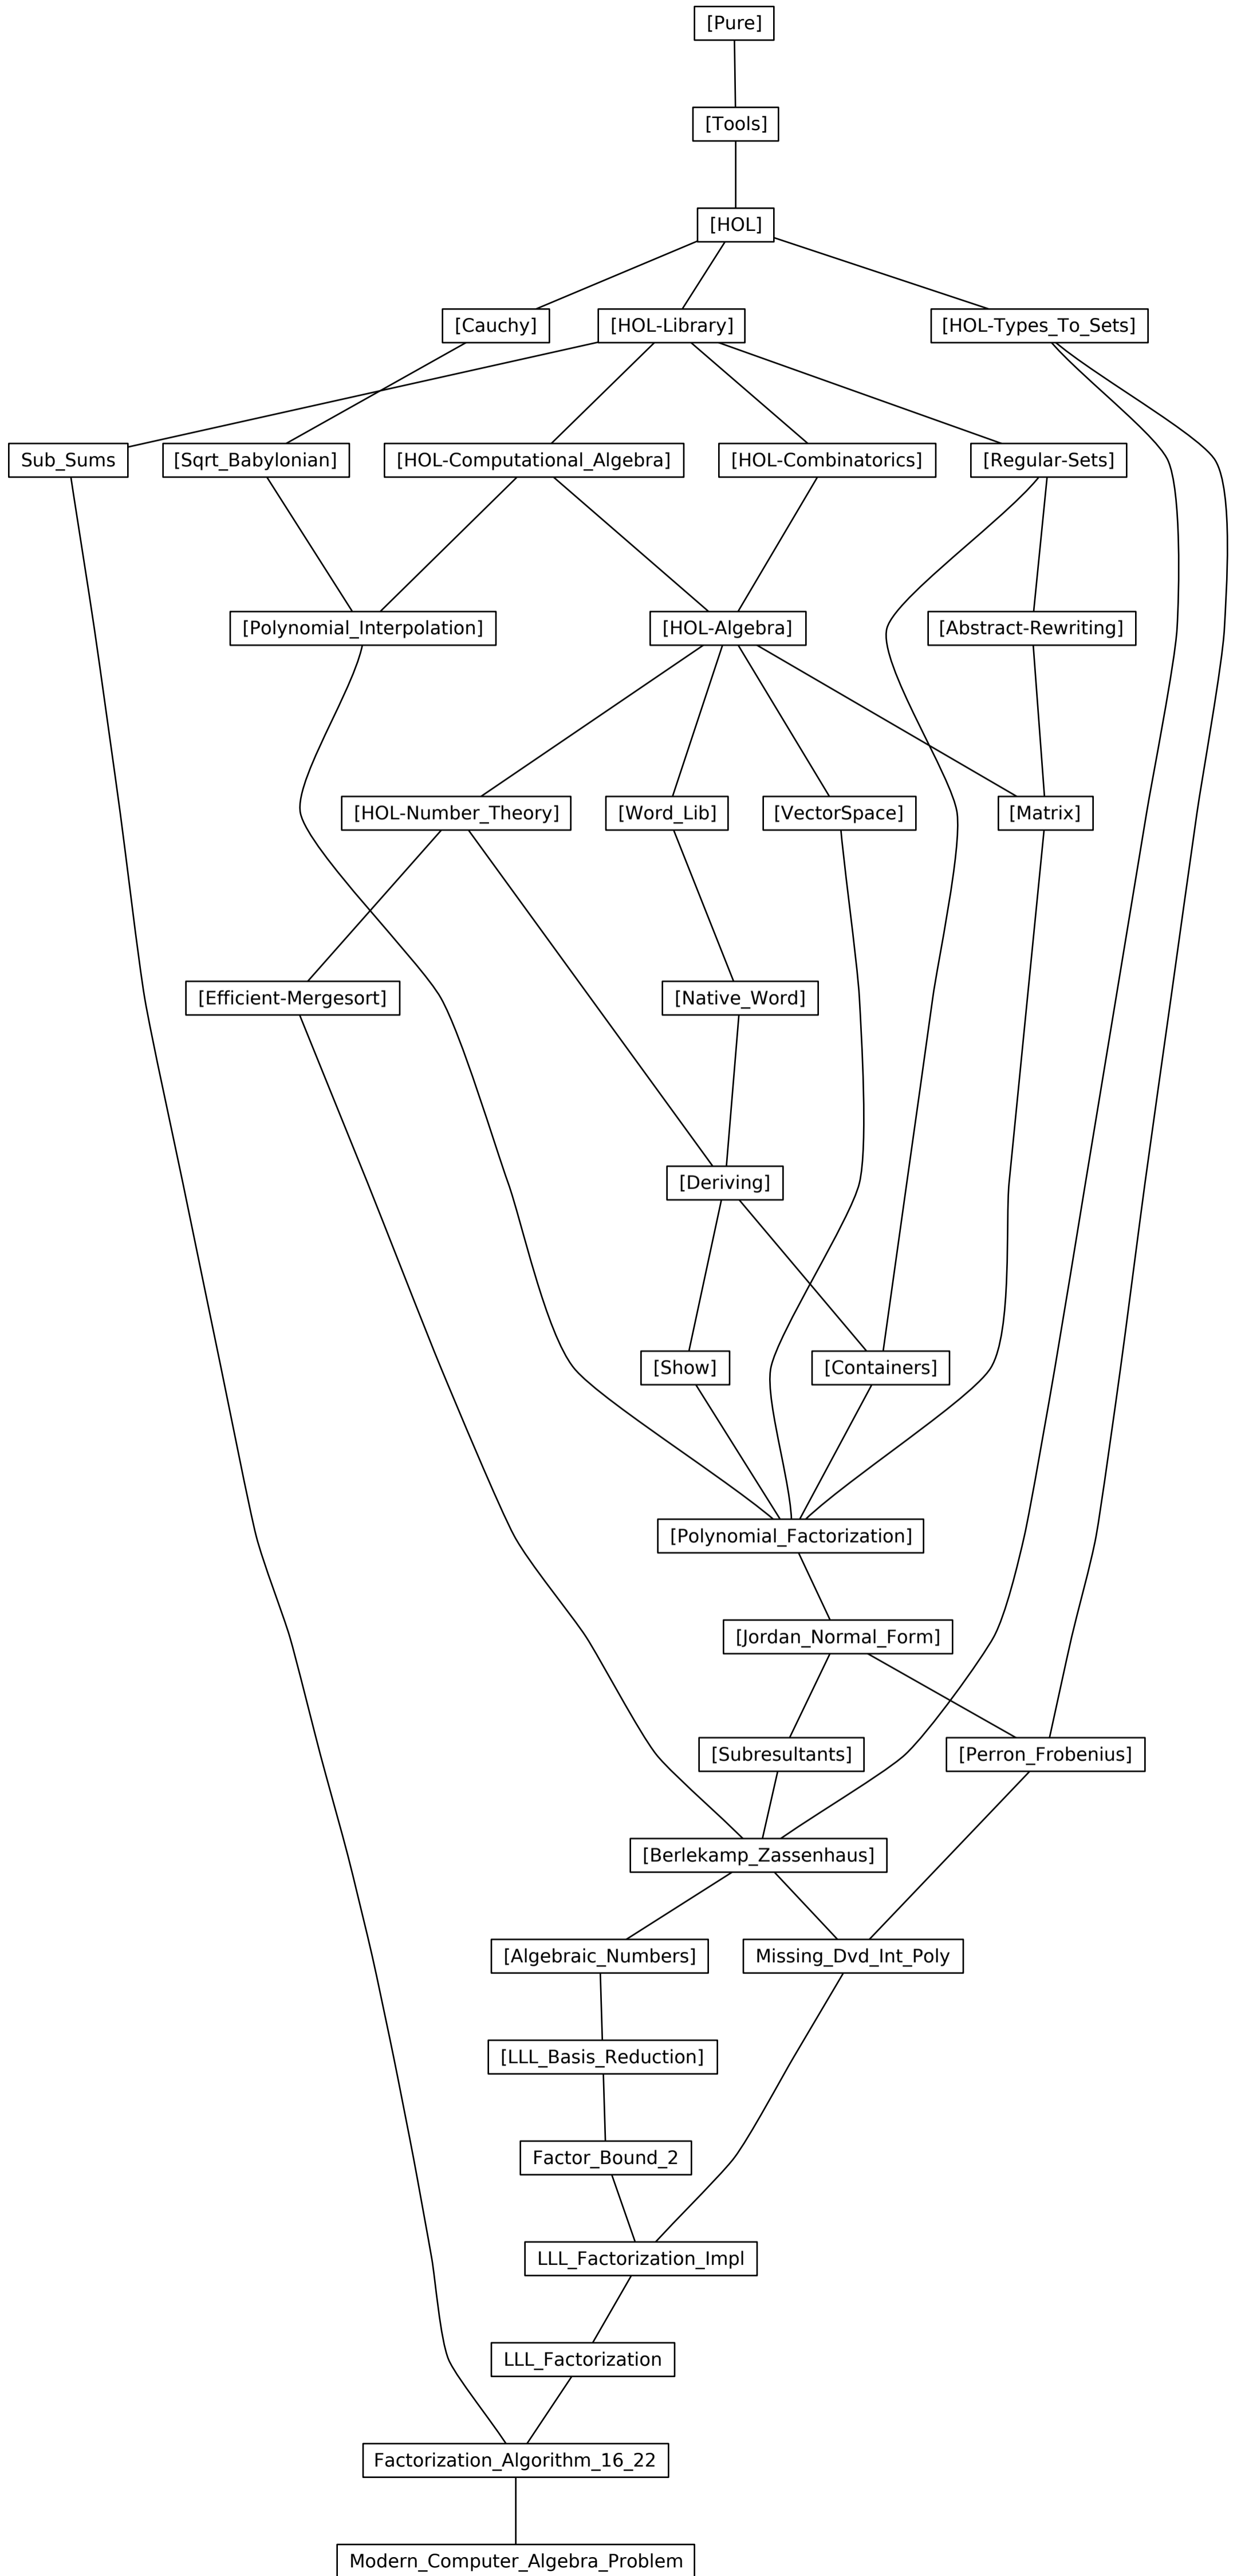 [Pure]
[Tools]
[HOL]
[Cauchy]
[HOL-Library]
[HOL-Types_To_Sets]
Sub_Sums
[Sqrt_Babylonian]
[HOL-Computational_Algebra]
[HOL-Combinatorics]
[Regular-Sets]
[Polynomial_Interpolation]
[HOL-Algebra]
[Abstract-Rewriting]
[HOL-Number_Theory]
[Word_Lib]
[VectorSpace]
[Matrix]
[Efficient-Mergesort]
[Native_Word]
[Deriving]
[Show]
[Containers]
[Polynomial_Factorization]
[Jordan_Normal_Form]
[Subresultants]
[Perron_Frobenius]
[Berlekamp_Zassenhaus]
[Algebraic_Numbers]
Missing_Dvd_Int_Poly
[LLL_Basis_Reduction]
Factor_Bound_2
LLL_Factorization_Impl
LLL_Factorization
Factorization_Algorithm_16_22
Modern_Computer_Algebra_Problem